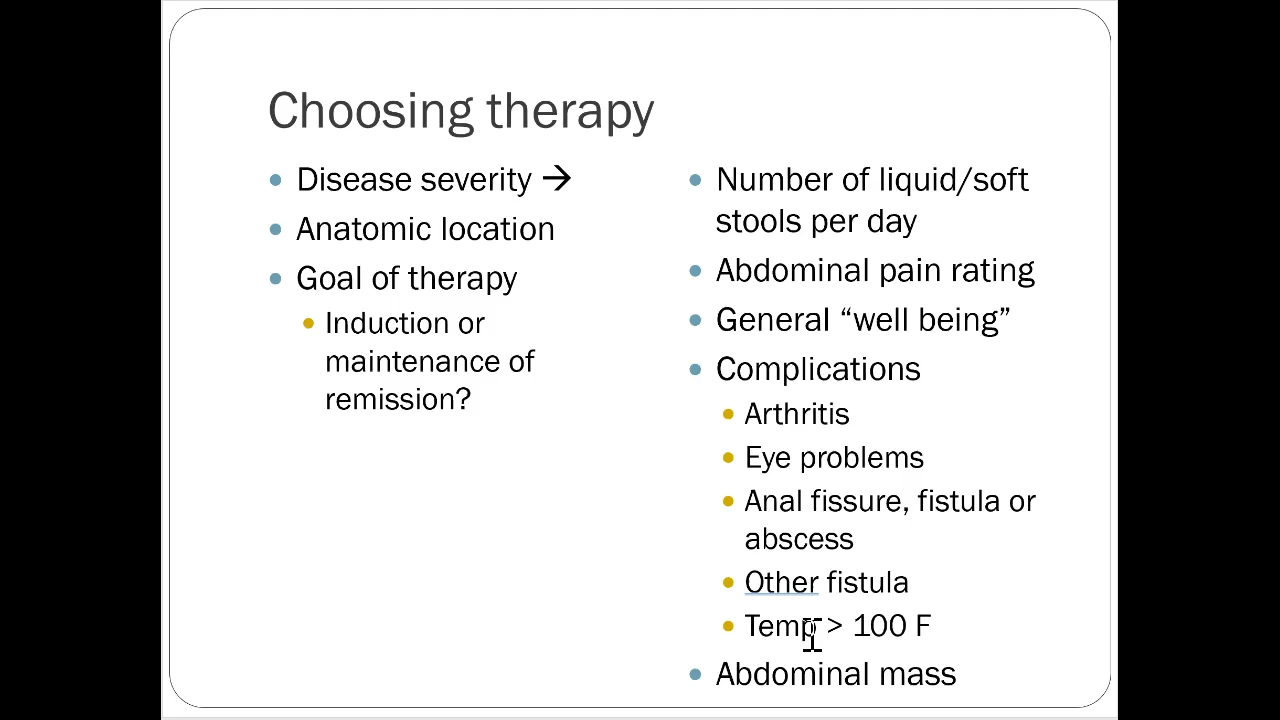 Choosing therapy
Disease severity →
Anatomic location
Goal of therapy
Induction or
maintenance of
remission?
Number of liquid/soft
stools per day
Abdominal pain rating
General “well being”
Complications
Arthritis
Eye problems
Anal fissure, fistula or
abscess
Other fistula
Temp > 100 F
Abdominal mass